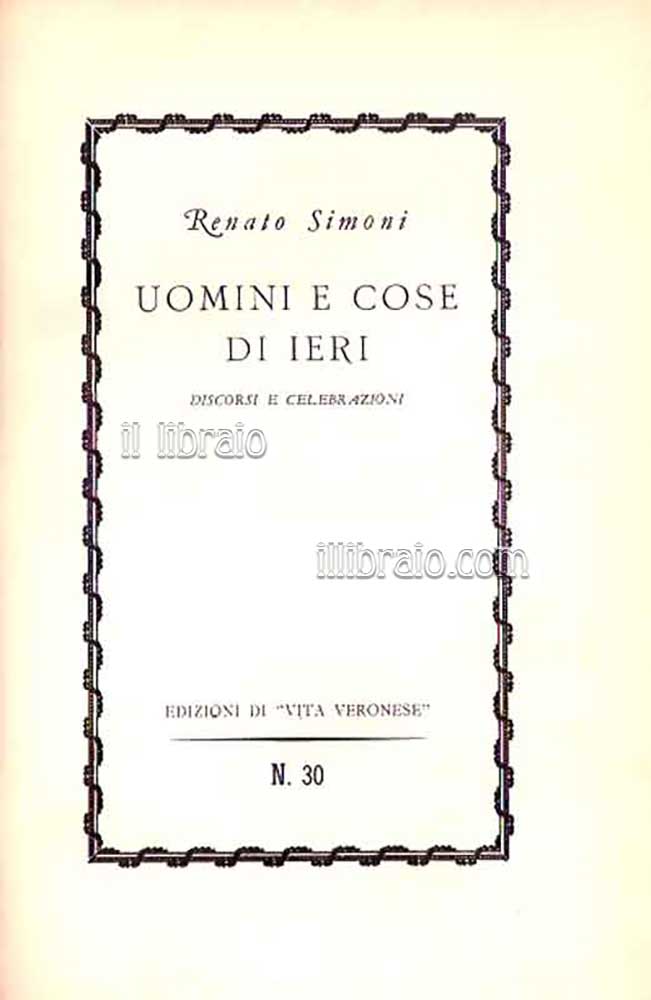 Renato Simoni
UOMINI E COSE
DI IERI
DISCORSI E CELEBRAZIONI
il libraio
illibraio.com
EDIZIONI DI "VITA VERONESE"
N. 30